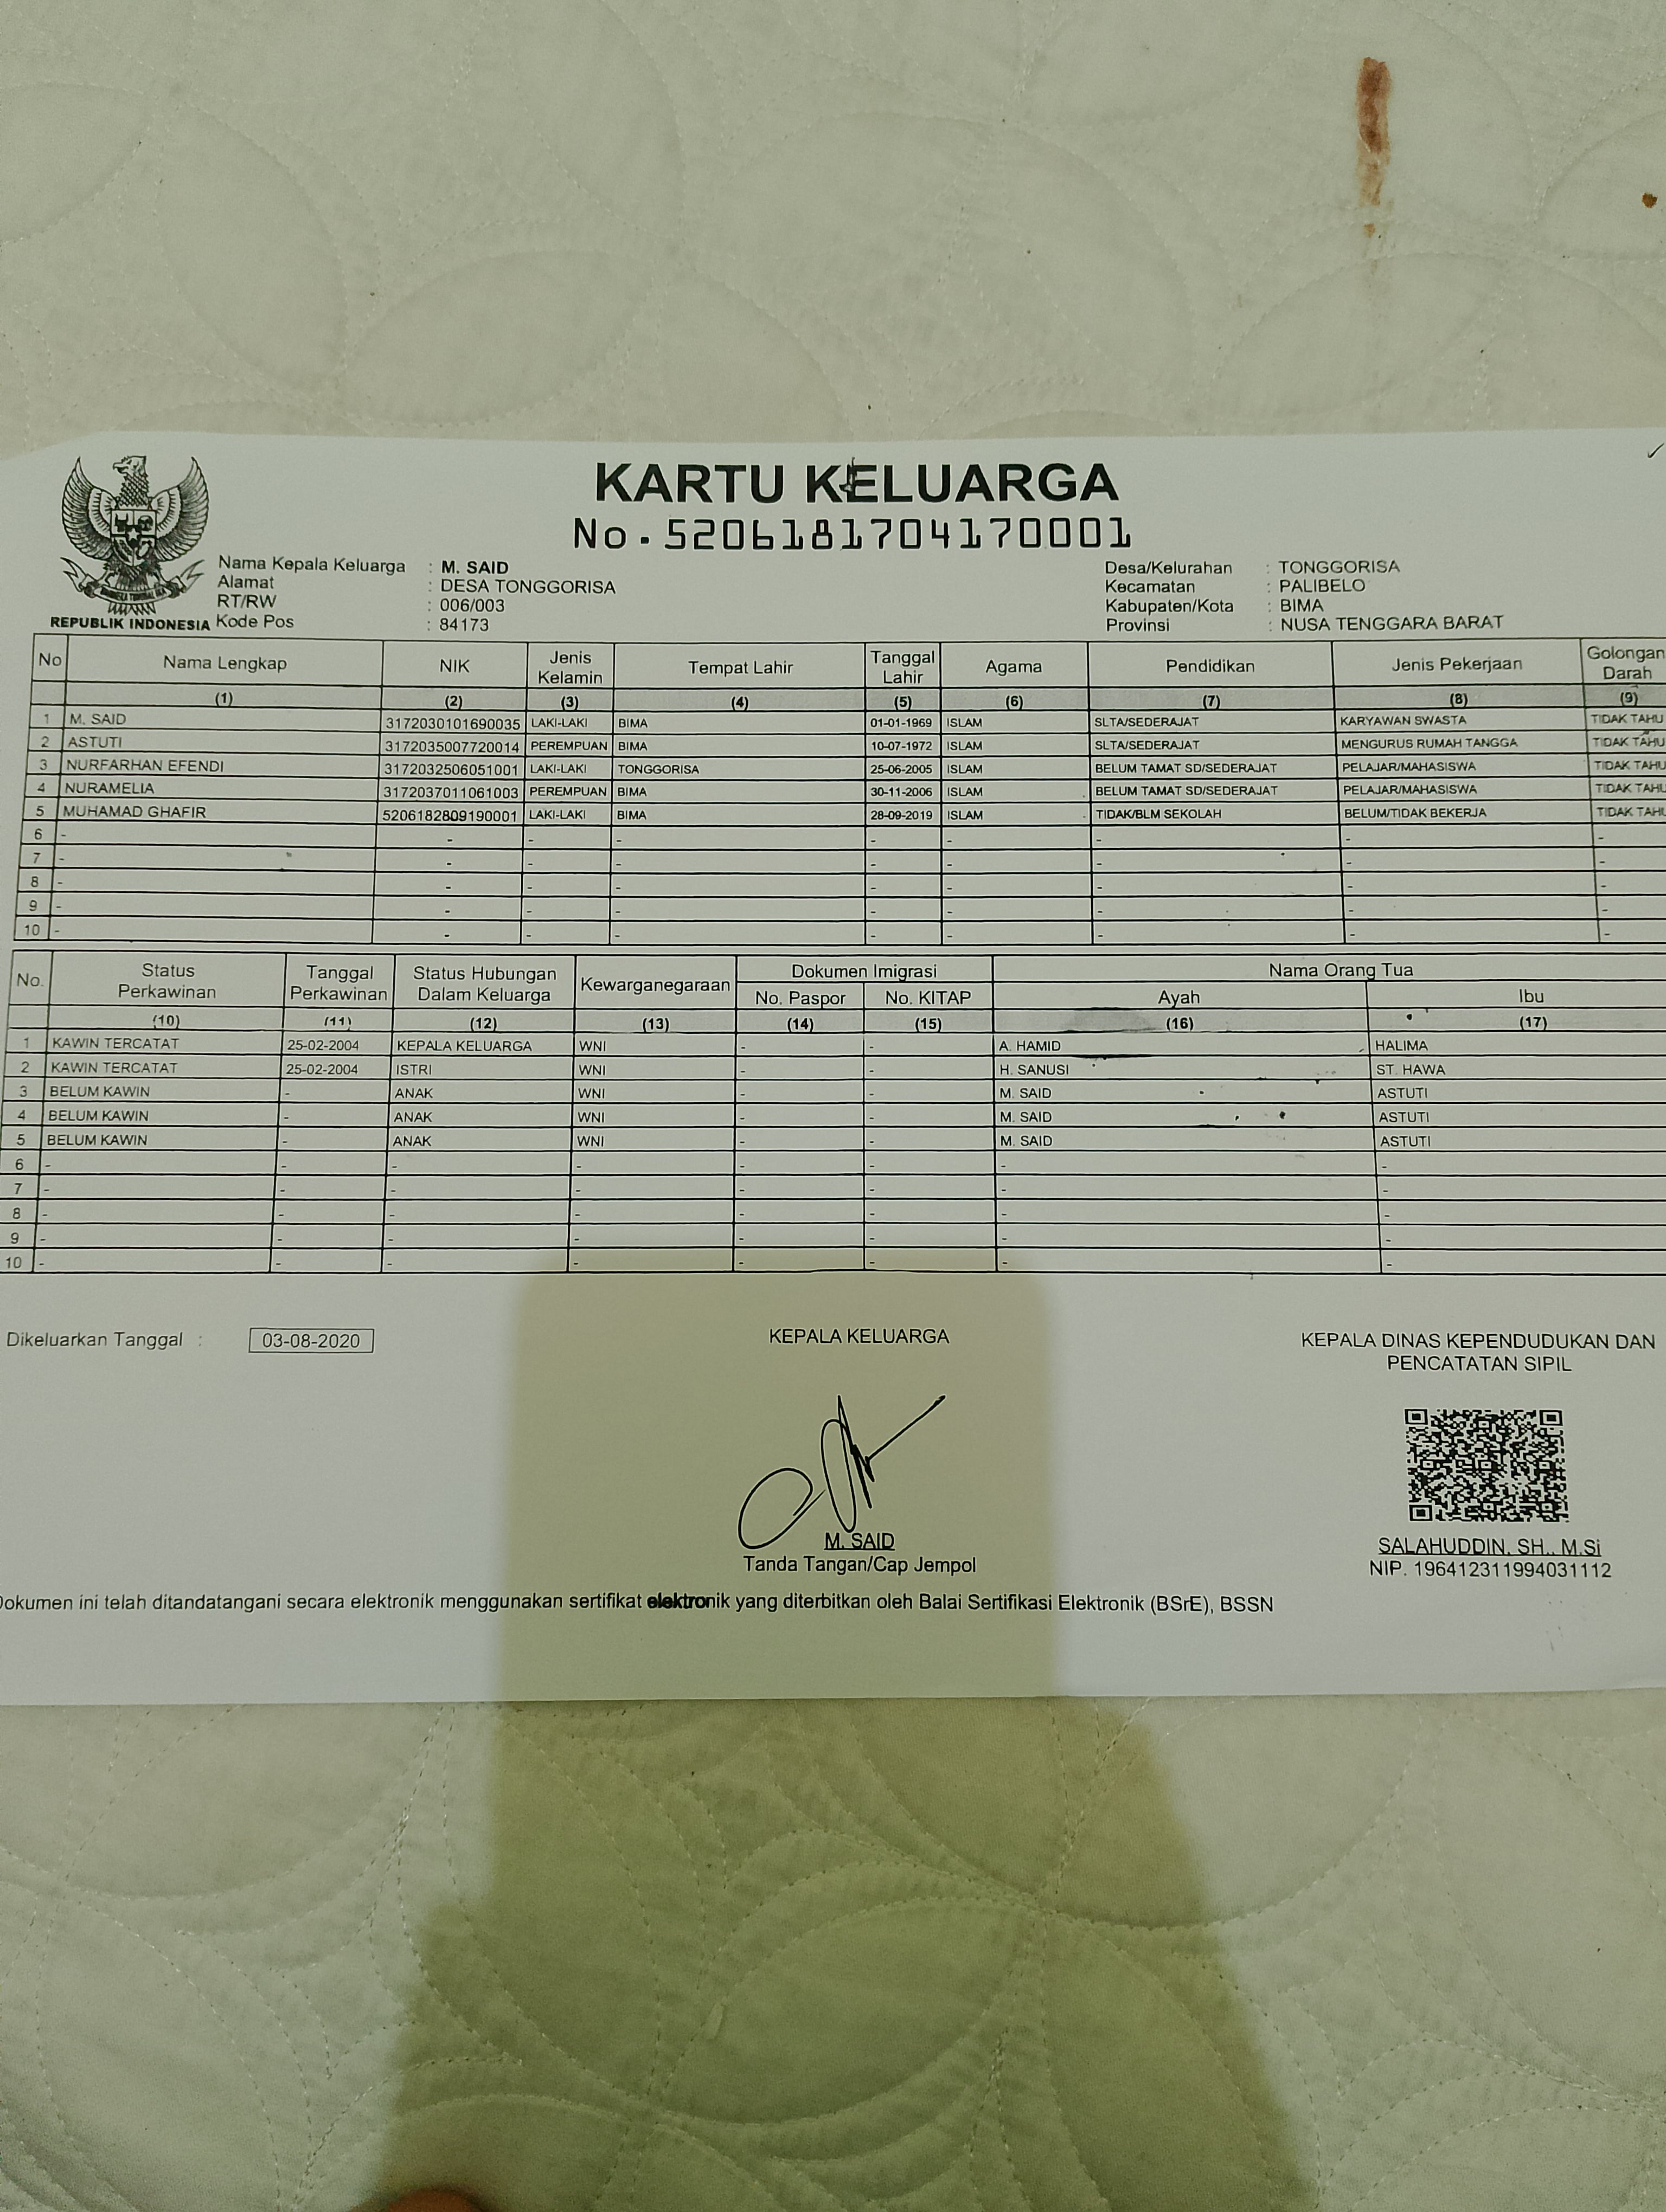 KARTU KELUARGA
No. 5206181704170001
REPUBLIK INDONESIA
Nama Kepala Keluarga : M. SAID
Alamat : DESA TONGGORISA
RT/RW : 006/003
Kode Pos : 84173
Desa/Kelurahan : TONGGORISA
Kecamatan : PALIBELO
Kabupaten/Kota : BIMA
Provinsi : NUSA TENGGARA BARAT
No Nama Lengkap NIK Jenis Kelamin Tempat Lahir Tanggal Lahir Agama Pendidikan Jenis Pekerjaan Golongan Darah
(1) (2) (3) (4) (5) (6) (7) (8) (9)
1 M. SAID 3172030101690035 LAKI-LAKI BIMA 01-01-1969 ISLAM SLTA/SEDERAJAT KARYAWAN SWASTA TIDAK TAHU
2 ASTUTI 3172035007720014 PEREMPUAN BIMA 10-07-1972 ISLAM SLTA/SEDERAJAT MENGURUS RUMAH TANGGA TIDAK TAHU
3 NURFARHAN EFENDI 3172032506051001 LAKI-LAKI TONGGORISA 25-06-2005 ISLAM BELUM TAMAT SD/SEDERAJAT PELAJAR/MAHASISWA TIDAK TAHU
4 NURAMELIA 3172037011061003 PEREMPUAN BIMA 30-11-2006 ISLAM BELUM TAMAT SD/SEDERAJAT PELAJAR/MAHASISWA TIDAK TAHU
5 MUHAMAD GHAFIR 5206182809190001 LAKI-LAKI BIMA 28-09-2019 ISLAM TIDAK/BLM SEKOLAH BELUM/TIDAK BEKERJA TIDAK TAHU
6 - - - - - - - - -
7 - - - - - - - - -
8 - - - - - - - - -
9 - - - - - - - - -
10 - - - - - - - - -
No. Status Perkawinan Tanggal Perkawinan Status Hubungan Dalam Keluarga Kewarganegaraan Dokumen Imigrasi Nama Orang Tua
No. Paspor No. KITAP Ayah Ibu
(10) (11) (12) (13) (14) (15) (16) (17)
1 KAWIN TERCATAT 25-02-2004 KEPALA KELUARGA WNI - - A. HAMID HALIMA
2 KAWIN TERCATAT 25-02-2004 ISTRI WNI - - H. SANUSI ST. HAWA
3 BELUM KAWIN - ANAK WNI - - M. SAID ASTUTI
4 BELUM KAWIN - ANAK WNI - - M. SAID ASTUTI
5 BELUM KAWIN - ANAK WNI - - M. SAID ASTUTI
6 - - - - - - - -
7 - - - - - - - -
8 - - - - - - - -
9 - - - - - - - -
10 - - - - - - - -
Dikeluarkan Tanggal : 03-08-2020
KEPALA KELUARGA
M. SAID
Tanda Tangan/Cap Jempol
KEPALA DINAS KEPENDUDUKAN DAN
PENCATATAN SIPIL
SALAHUDDIN, SH., M.Si
NIP. 196412311994031112
Dokumen ini telah ditandatangani secara elektronik menggunakan sertifikat elektronik yang diterbitkan oleh Balai Sertifikasi Elektronik (BSrE), BSSN